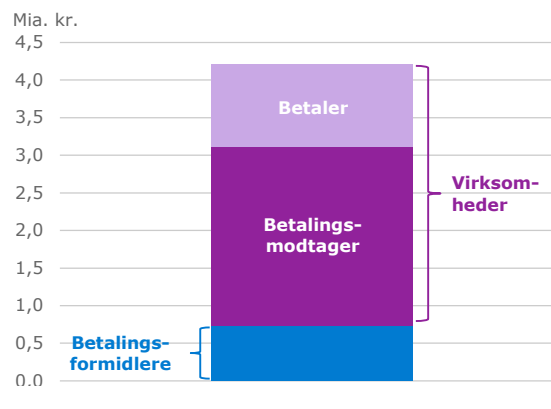 Mia. kr.
4,5
4,0
3,5
3,0
2,5
2,0
1,5
1,0
0,5
0,0
Betaler
Betalings-
modtager
Virksom-
heder
Betalings-
formidlere